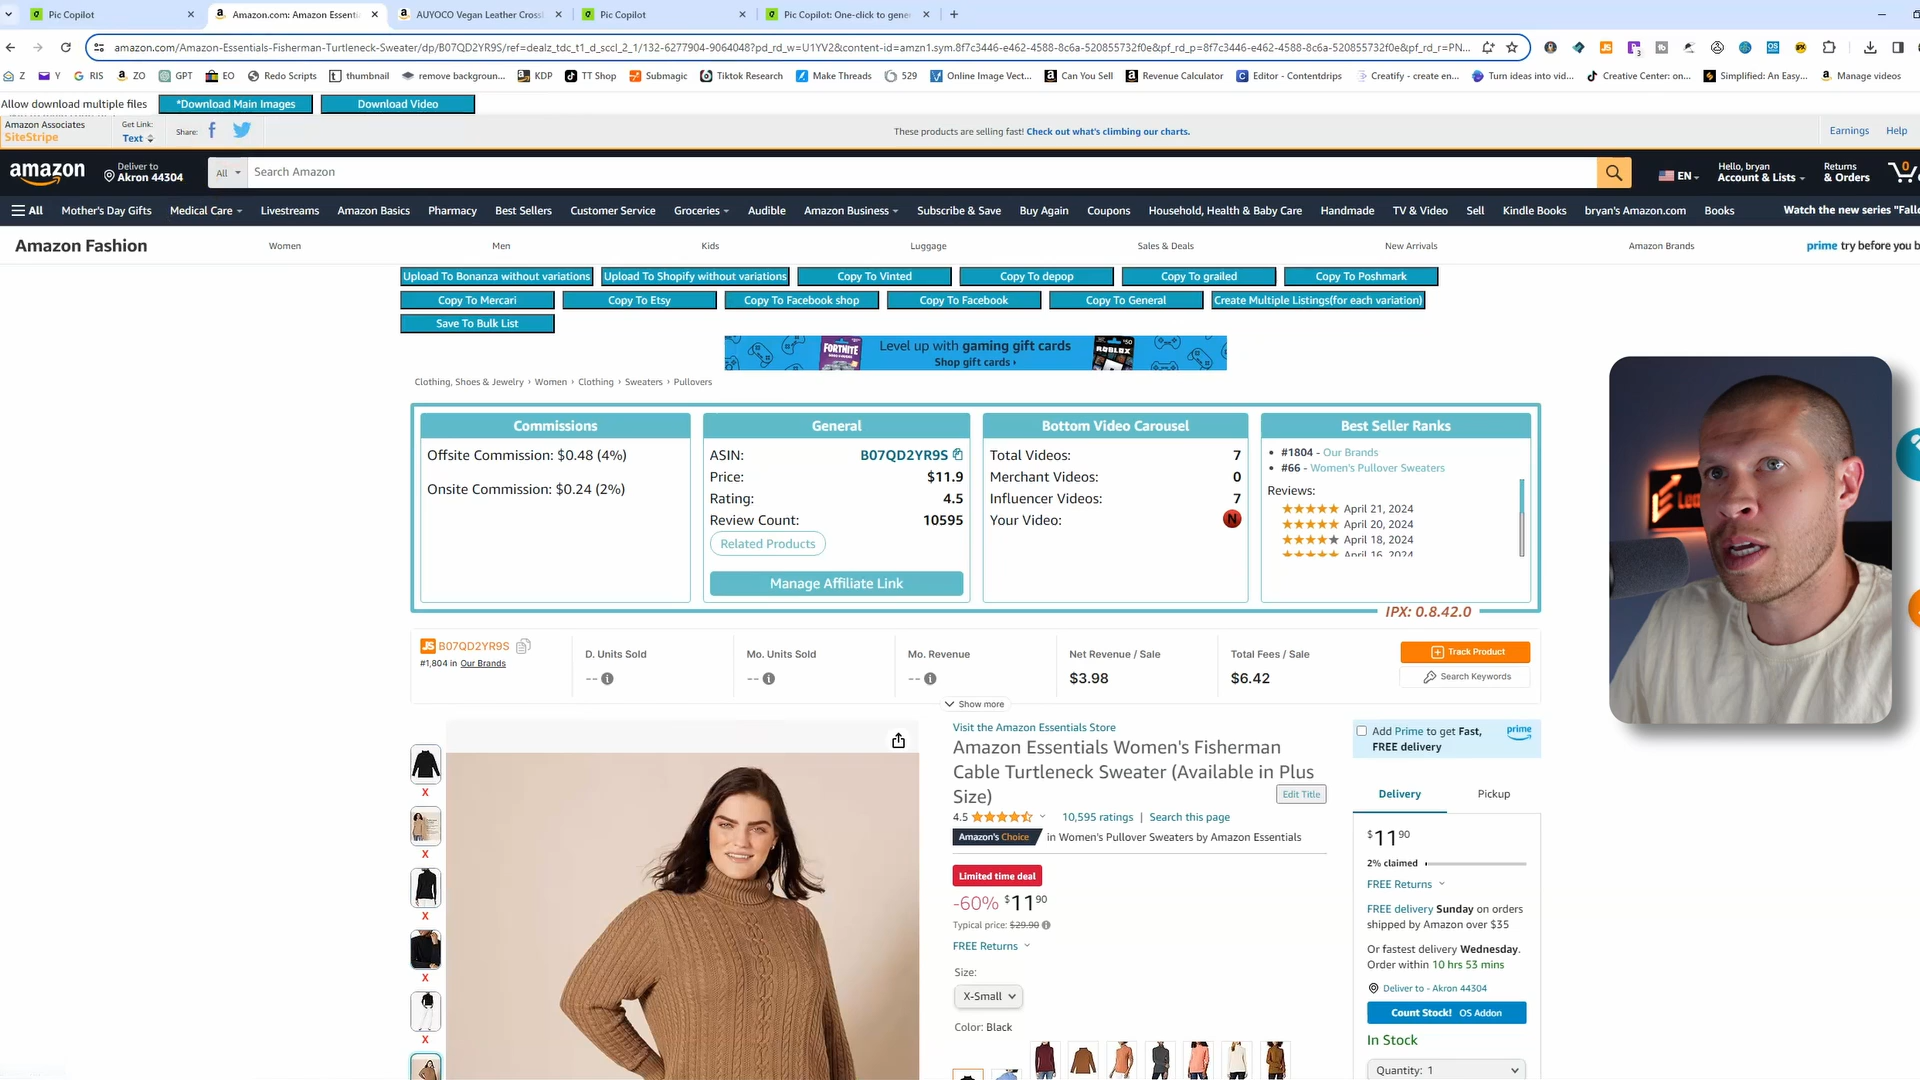 Pic Copilot
Amazon.com: Amazon Essenti
AUYOCO Vegan Leather Cross
Pic Copilot
Pic Copilot: One-click to gene
amazon.com/Amazon-Essentials-Fisherman-Turtleneck-Sweater/dp/B07QD2YR9S/ref=dealz_tdc_t1_d_sccl_2_1/132-6277904-9064048?pd_rd_w=U1YV2&content-id=amzn1.sym.8f7c3446-e462-4588-8c6a-520855732f0e&pf_rd_p=8f7c3446-e462-4588-8c6a-520855732f0e&pf_rd_r=PN...
Z Y RIS ZO GPT EO Redo Scripts thumbnail remove backgroun... KDP TT Shop Submagic Tiktok Research Make Threads 529 Online Image Vect... Can You Sell Revenue Calculator Editor - Contentdrips Creatify - create en... Turn ideas into vid... Creative Center: on... Simplified: An Easy... Manage videos
Allow download multiple files *Download Main Images Download Video
Amazon Associates
SiteStripe
Get Link:
Text
Share:
These products are selling fast! Check out what's climbing our charts.
Earnings Help
amazon
Deliver to
Akron 44304
All Search Amazon
EN
Hello, bryan
Account & Lists
Returns
& Orders
0
All Mother's Day Gifts Medical Care Livestreams Amazon Basics Pharmacy Best Sellers Customer Service Groceries Audible Amazon Business Subscribe & Save Buy Again Coupons Household, Health & Baby Care Handmade TV & Video Sell Kindle Books bryan's Amazon.com Books Watch the new series "Fallo
Amazon Fashion Women Men Kids Luggage Sales & Deals New Arrivals Amazon Brands prime try before you b
Upload To Bonanza without variations Upload To Shopify without variations Copy To Vinted Copy To depop Copy To grailed Copy To Poshmark
Copy To Mercari Copy To Etsy Copy To Facebook shop Copy To Facebook Copy To General Create Multiple Listings(for each variation)
Save To Bulk List
FORTNITE
Level up with gaming gift cards
Shop gift cards ›
ROBLOX
$50
Clothing, Shoes & Jewelry › Women › Clothing › Sweaters › Pullovers
Commissions
Offsite Commission: $0.48 (4%)
Onsite Commission: $0.24 (2%)
General
ASIN: B07QD2YR9S
Price: $11.9
Rating: 4.5
Review Count: 10595
Related Products
Manage Affiliate Link
Bottom Video Carousel
Total Videos: 7
Merchant Videos: 0
Influencer Videos: 7
Your Video: N
Best Seller Ranks
#1804 - Our Brands
#66 - Women's Pullover Sweaters
Reviews:
April 21, 2024
April 20, 2024
April 18, 2024
April 16, 2024
IPX: 0.8.42.0
JS B07QD2YR9S
#1,804 in Our Brands
D. Units Sold
--
Mo. Units Sold
--
Mo. Revenue
--
Net Revenue / Sale
$3.98
Total Fees / Sale
$6.42
Track Product
Search Keywords
Show more
X
X
X
X
X
Visit the Amazon Essentials Store
Amazon Essentials Women's Fisherman
Cable Turtleneck Sweater (Available in Plus
Size)
Edit Title
4.5 10,595 ratings | Search this page
Amazon's Choice in Women's Pullover Sweaters by Amazon Essentials
Limited time deal
-60% $11 90
Typical price: $29.90
FREE Returns
Size:
X-Small
Color: Black
Add Prime to get Fast,
FREE delivery
prime
Delivery Pickup
$11 90
2% claimed
FREE Returns
FREE delivery Sunday on orders
shipped by Amazon over $35
Or fastest delivery Wednesday.
Order within 10 hrs 53 mins
Deliver to - Akron 44304
Count Stock! OS Addon
In Stock
Quantity: 1